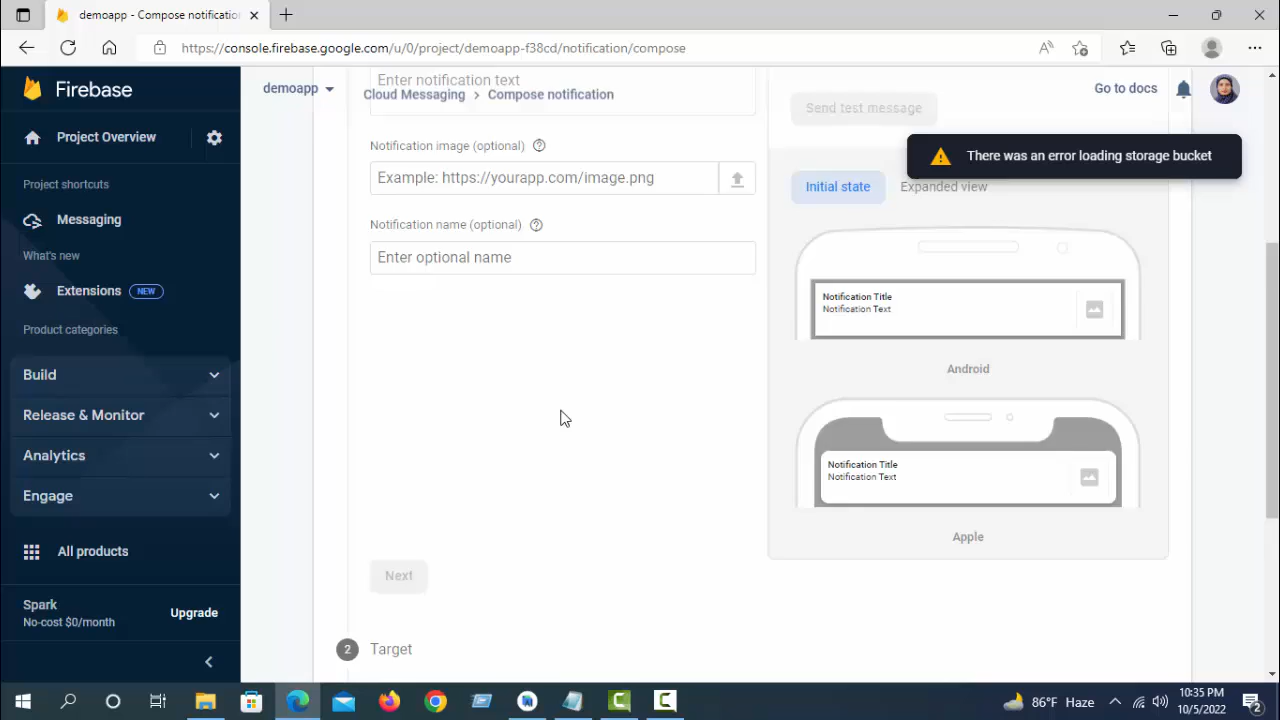 demoapp - Compose notificatio
https://console.firebase.google.com/u/0/project/demoapp-f38cd/notification/compose
Firebase
Project Overview
Project shortcuts
Messaging
What's new
Extensions NEW
Product categories
Build
Release & Monitor
Analytics
Engage
All products
Spark
No-cost $0/month
Upgrade
demoapp
Enter notification text
Cloud Messaging > Compose notification
Go to docs
Send test message
There was an error loading storage bucket
Notification image (optional)
Example: https://yourapp.com/image.png
Notification name (optional)
Enter optional name
Initial state
Expanded view
Notification Title
Notification Text
Android
Notification Title
Notification Text
Apple
Next
2 Target
86°F Haze
10:35 PM
10/5/2022
2